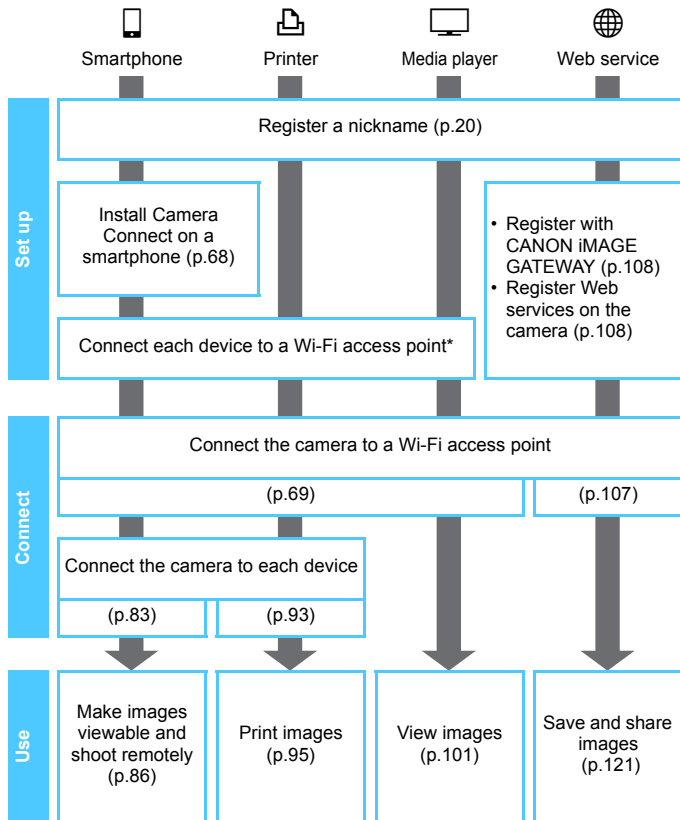 Smartphone
Printer
Media player
Web service
Set up
Register a nickname (p.20)
Install Camera
Connect on a
smartphone (p.68)
• Register with
CANON iMAGE
GATEWAY (p.108)
• Register Web
services on the
camera (p.108)
Connect each device to a Wi-Fi access point*
Connect
Connect the camera to a Wi-Fi access point
(p.69)
(p.107)
Connect the camera to each device
(p.83)
(p.93)
Use
Make images
viewable and
shoot remotely
(p.86)
Print images
(p.95)
View images
(p.101)
Save and share
images
(p.121)